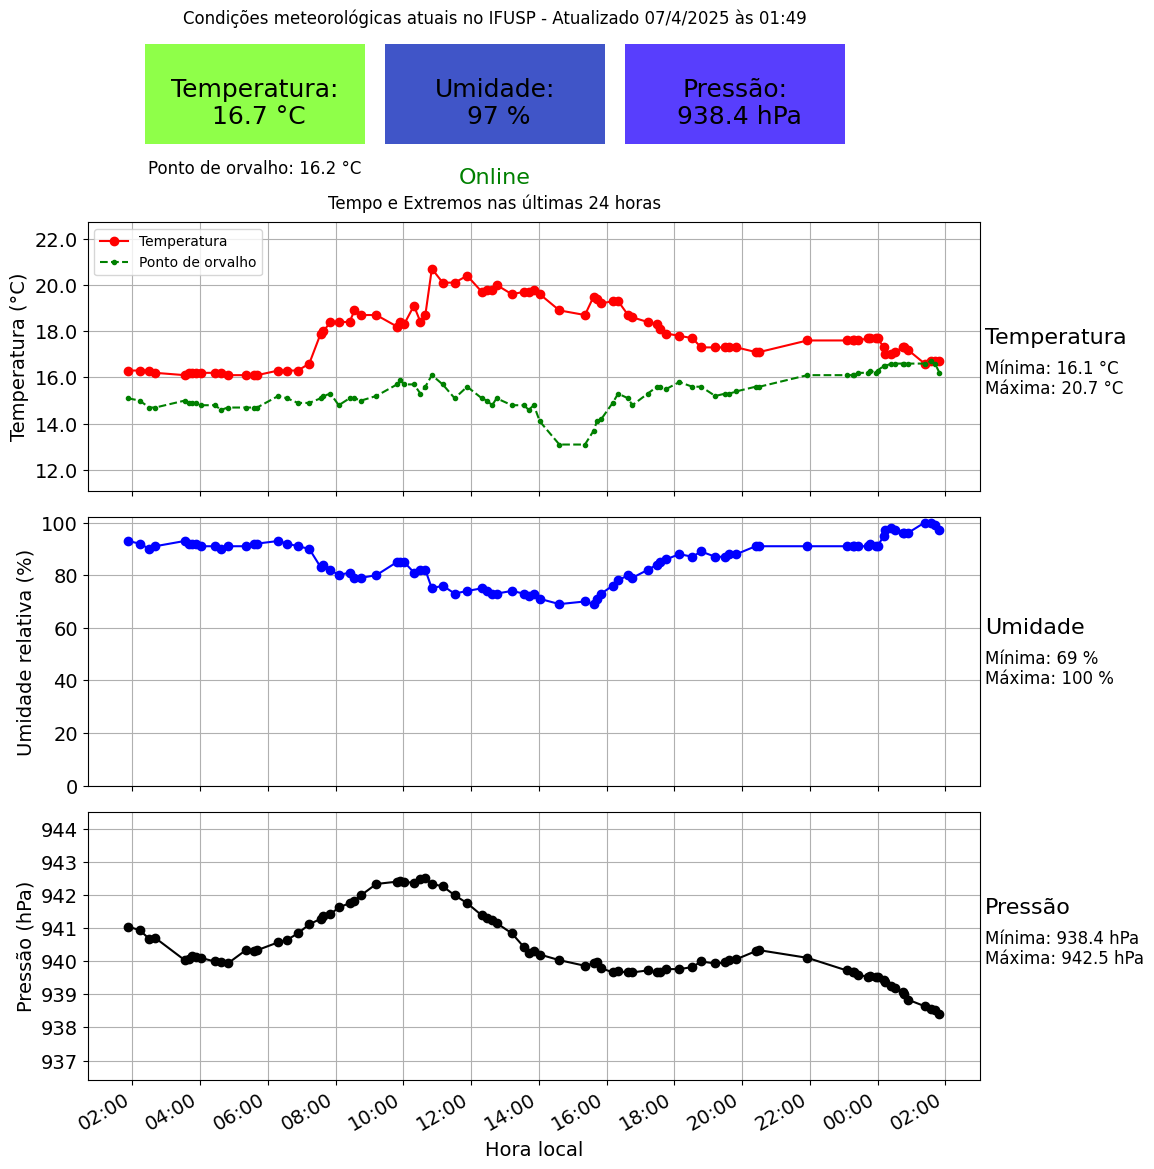 Condições meteorológicas atuais no IFUSP - Atualizado 07/4/2025 às 01:49
Temperatura:
16.7 °C
Umidade:
97 %
Pressão:
938.4 hPa
Ponto de orvalho: 16.2 °C
Online
Tempo e Extremos nas últimas 24 horas
Temperatura
Ponto de orvalho
Temperatura (°C)
22.0
20.0
18.0
16.0
14.0
12.0
Temperatura
Mínima: 16.1 °C
Máxima: 20.7 °C
Umidade relativa (%)
100
80
60
40
20
0
Umidade
Mínima: 69 %
Máxima: 100 %
Pressão (hPa)
944
943
942
941
940
939
938
937
Pressão
Mínima: 938.4 hPa
Máxima: 942.5 hPa
02:00 04:00 06:00 08:00 10:00 12:00 14:00 16:00 18:00 20:00 22:00 00:00 02:00
Hora local